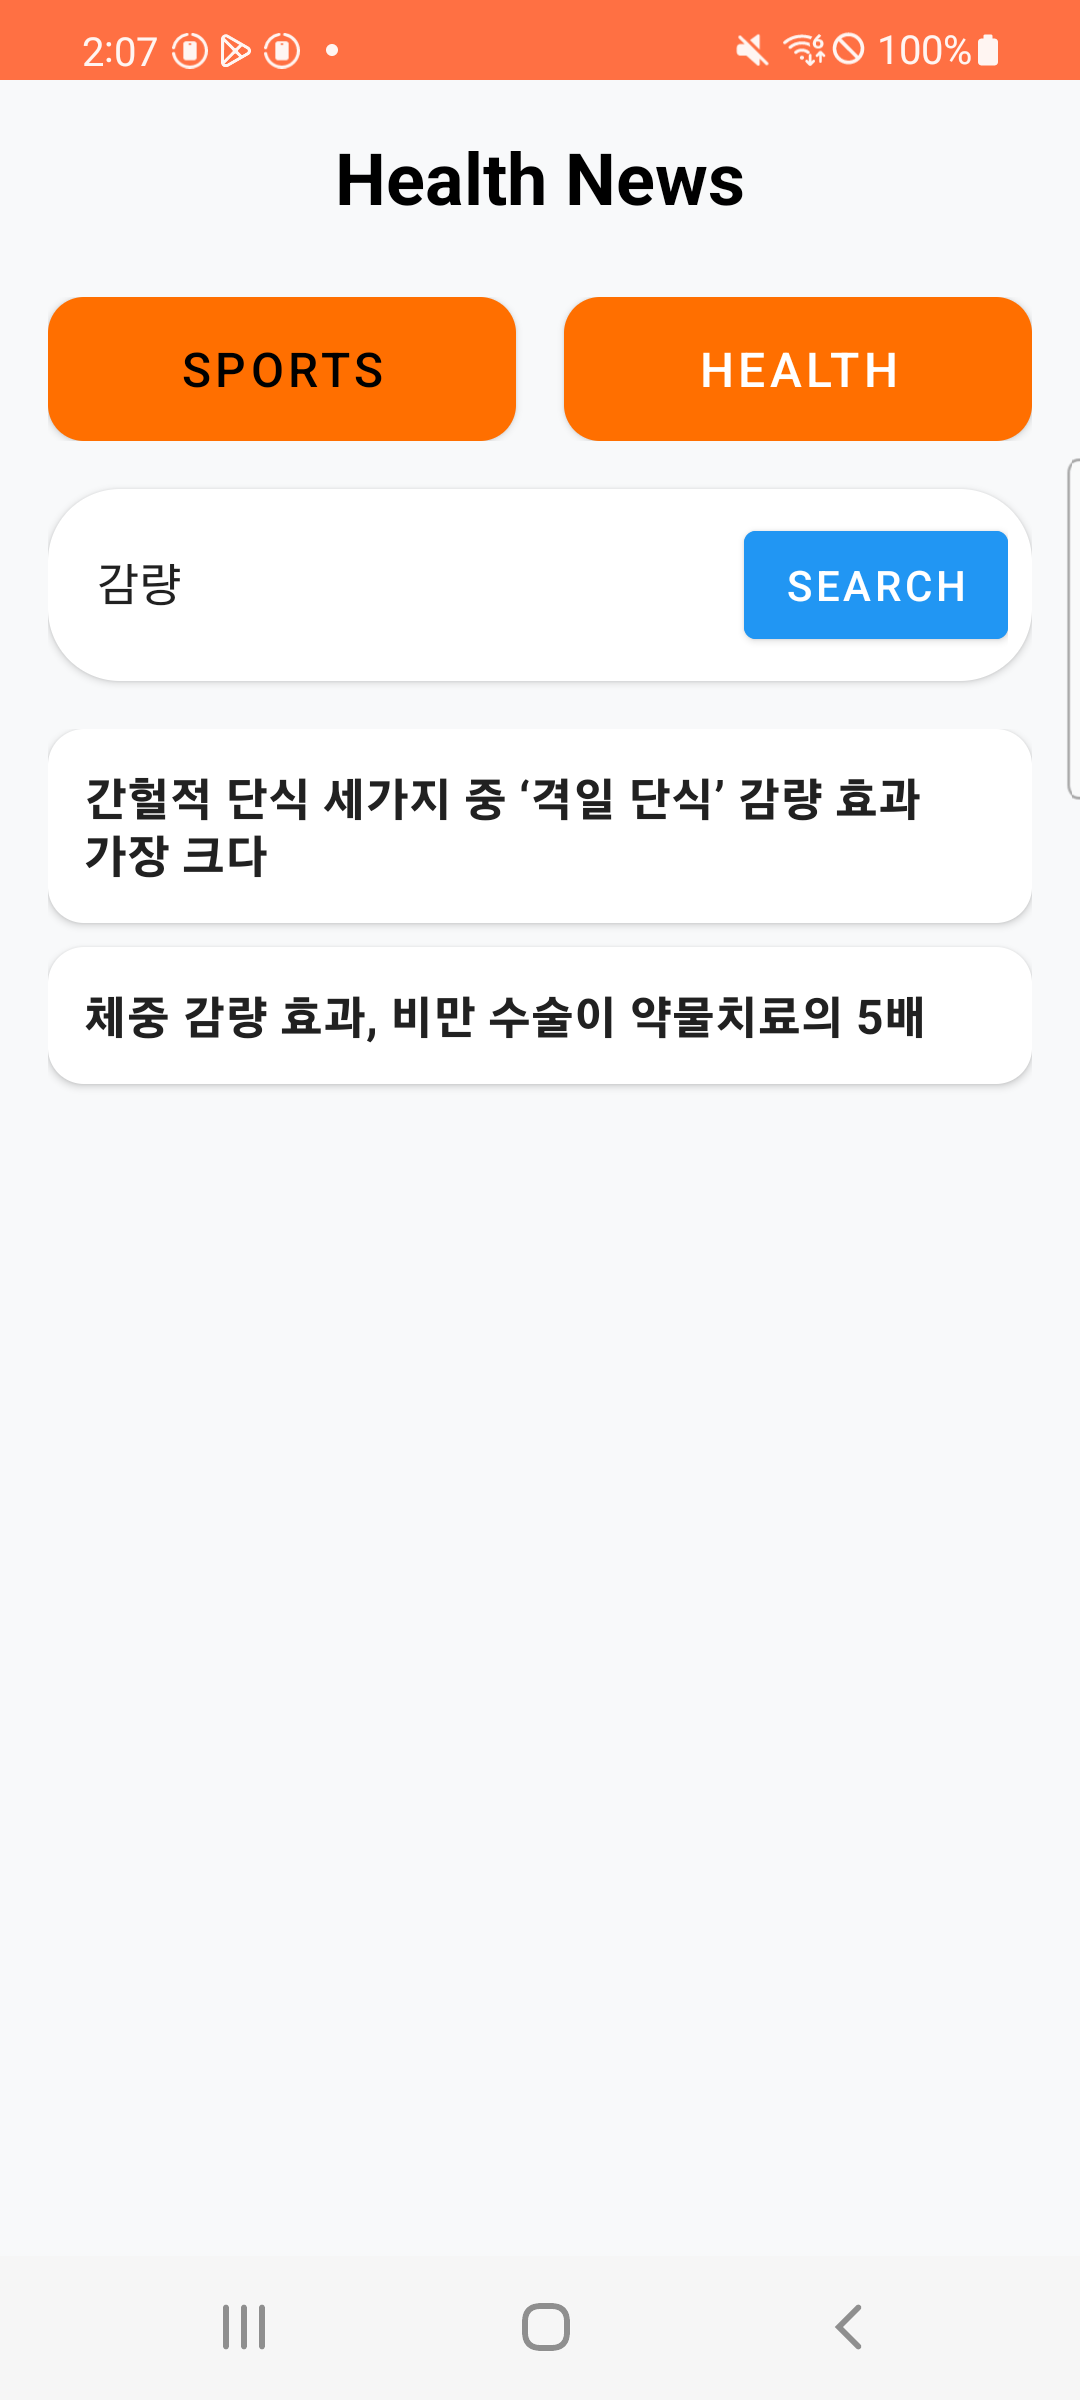 2:07
100%
Health News
SPORTS
HEALTH
감량
SEARCH
간헐적 단식 세가지 중 ‘격일 단식’ 감량 효과
가장 크다
체중 감량 효과, 비만 수술이 약물치료의 5배